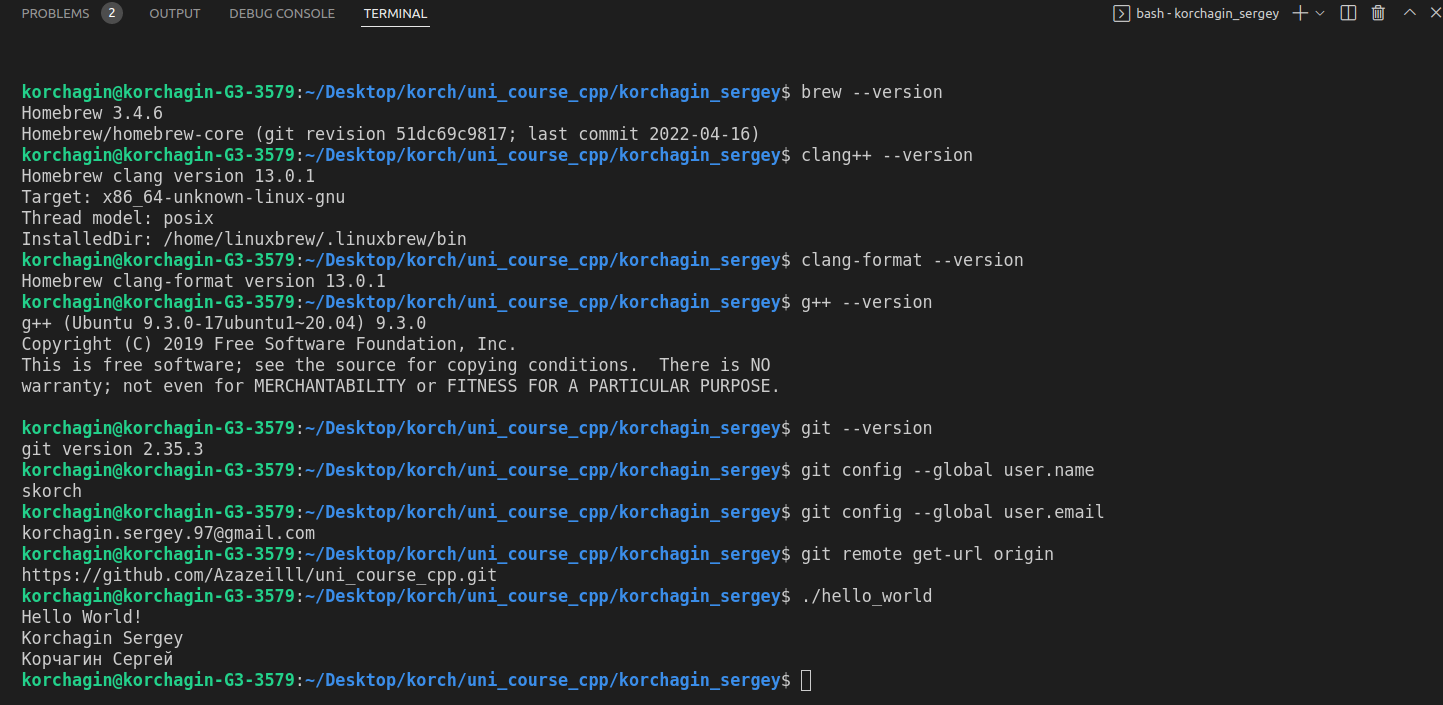 PROBLEMS 2 OUTPUT DEBUG CONSOLE TERMINAL bash - korchagin_sergey
korchagin@korchagin-G3-3579:~/Desktop/korch/uni_course_cpp/korchagin_sergey$ brew --version
Homebrew 3.4.6
Homebrew/homebrew-core (git revision 51dc69c9817; last commit 2022-04-16)
korchagin@korchagin-G3-3579:~/Desktop/korch/uni_course_cpp/korchagin_sergey$ clang++ --version
Homebrew clang version 13.0.1
Target: x86_64-unknown-linux-gnu
Thread model: posix
InstalledDir: /home/linuxbrew/.linuxbrew/bin
korchagin@korchagin-G3-3579:~/Desktop/korch/uni_course_cpp/korchagin_sergey$ clang-format --version
Homebrew clang-format version 13.0.1
korchagin@korchagin-G3-3579:~/Desktop/korch/uni_course_cpp/korchagin_sergey$ g++ --version
g++ (Ubuntu 9.3.0-17ubuntu1~20.04) 9.3.0
Copyright (C) 2019 Free Software Foundation, Inc.
This is free software; see the source for copying conditions.  There is NO
warranty; not even for MERCHANTABILITY or FITNESS FOR A PARTICULAR PURPOSE.
korchagin@korchagin-G3-3579:~/Desktop/korch/uni_course_cpp/korchagin_sergey$ git --version
git version 2.35.3
korchagin@korchagin-G3-3579:~/Desktop/korch/uni_course_cpp/korchagin_sergey$ git config --global user.name
skorch
korchagin@korchagin-G3-3579:~/Desktop/korch/uni_course_cpp/korchagin_sergey$ git config --global user.email
korchagin.sergey.97@gmail.com
korchagin@korchagin-G3-3579:~/Desktop/korch/uni_course_cpp/korchagin_sergey$ git remote get-url origin
https://github.com/Azazeilll/uni_course_cpp.git
korchagin@korchagin-G3-3579:~/Desktop/korch/uni_course_cpp/korchagin_sergey$ ./hello_world
Hello World!
Korchagin Sergey
Корчагин Сергей
korchagin@korchagin-G3-3579:~/Desktop/korch/uni_course_cpp/korchagin_sergey$